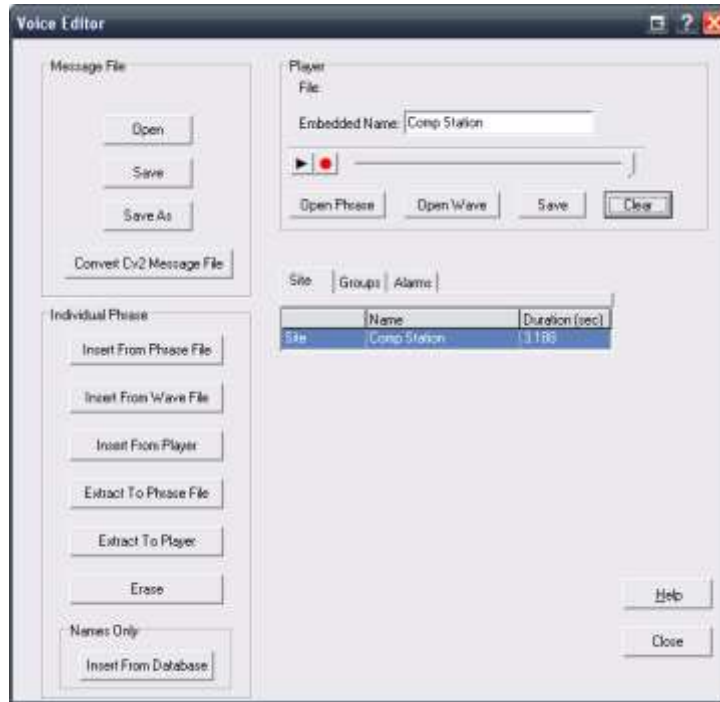 Voice Editor
Message File
Open
Save
Save As
Convert Cv2 Message File
Individual Phrase
Insert From Phrase File
Insert From Wave File
Insert From Player
Extract To Phrase File
Extract To Player
Erase
Names Only
Insert From Database
Player
File:
Embedded Name: Comp Station
Open Phrase Open Wave Save Clear
Site Groups Alarms
Name Duration (sec)
Site Comp Station 3.186
Help
Close